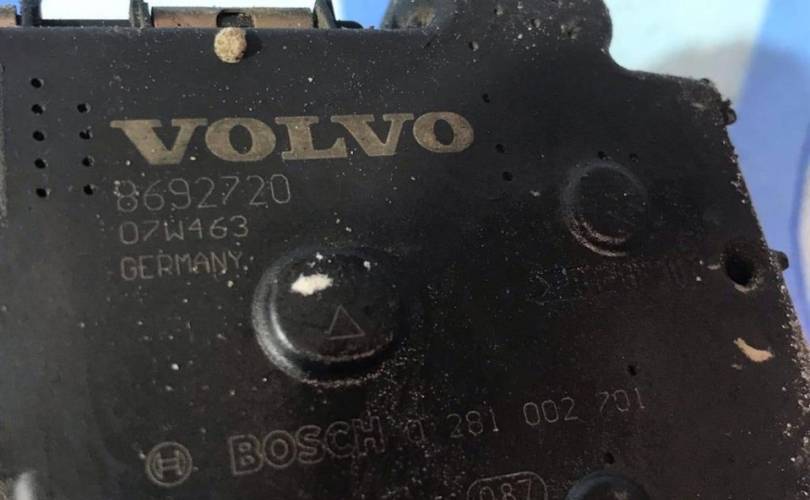 VOLVO
8692720
07W463
GERMANY
BOSCH 0 281 002 701
087